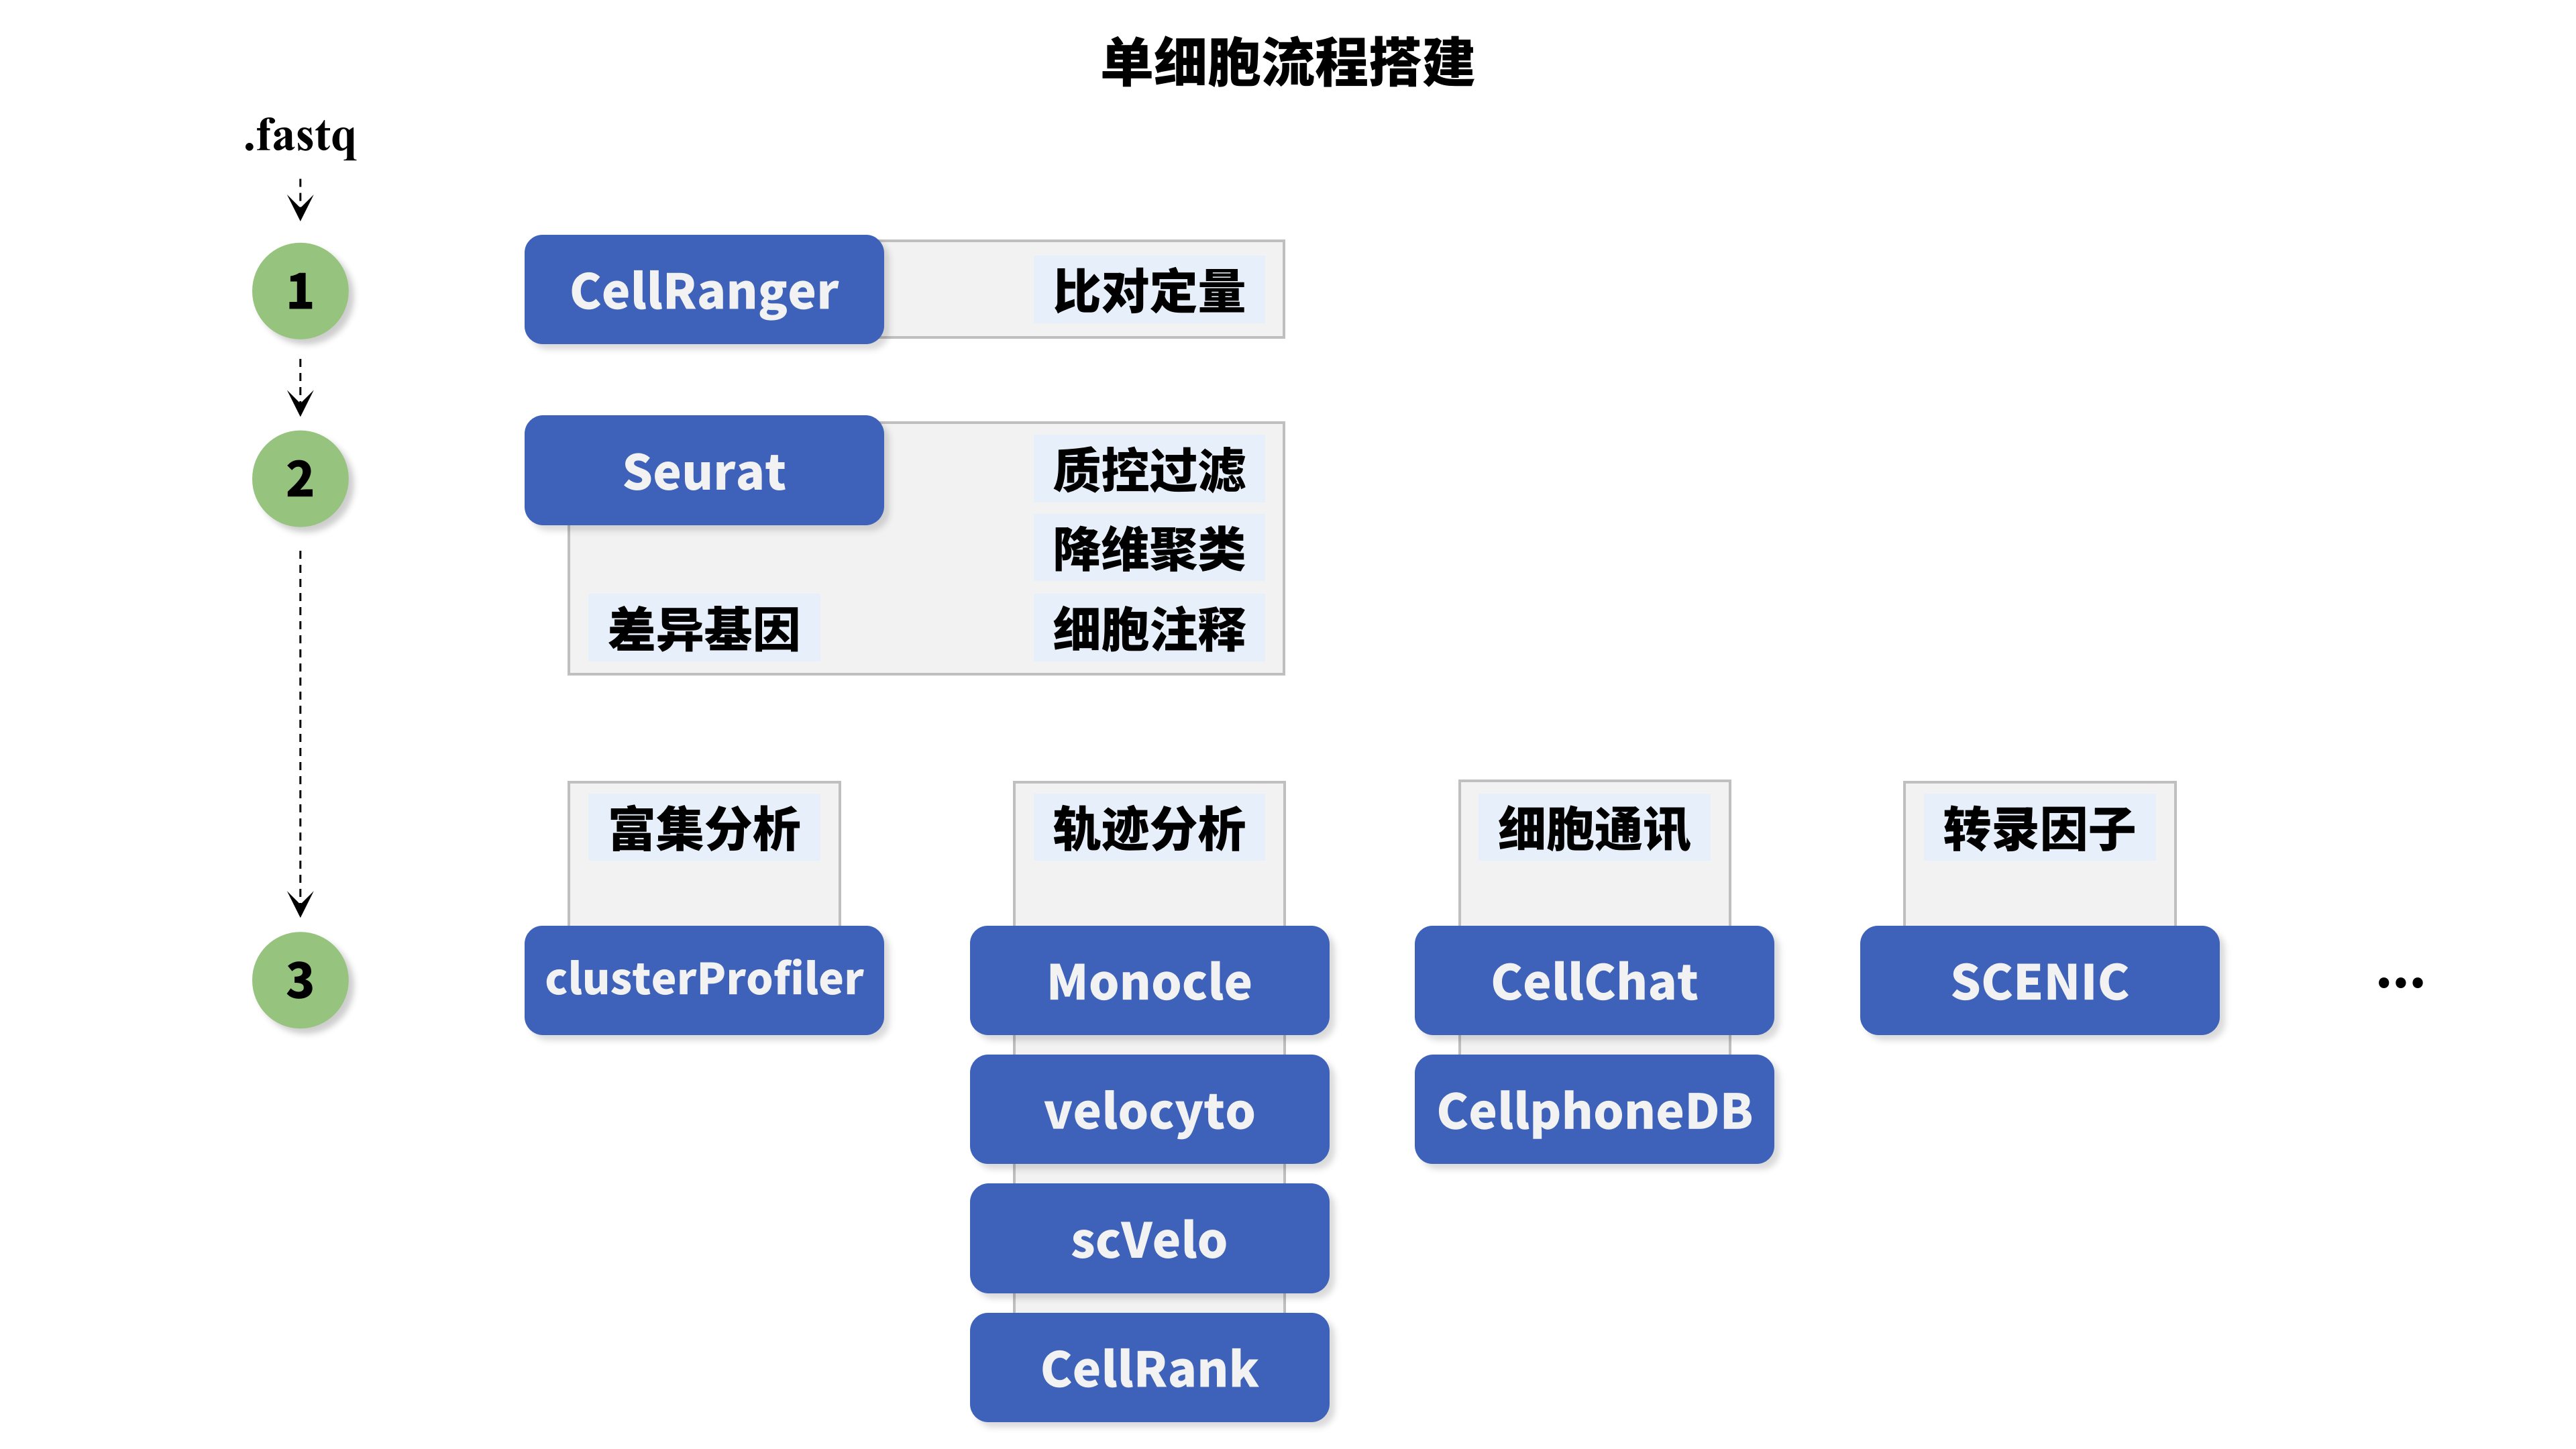 单细胞流程搭建
.fastq
1
CellRanger
比对定量
2
Seurat
质控过滤
降维聚类
差异基因
细胞注释
富集分析
轨迹分析
细胞通讯
转录因子
3
clusterProfiler
Monocle
CellChat
SCENIC
...
velocyto
CellphoneDB
scVelo
CellRank